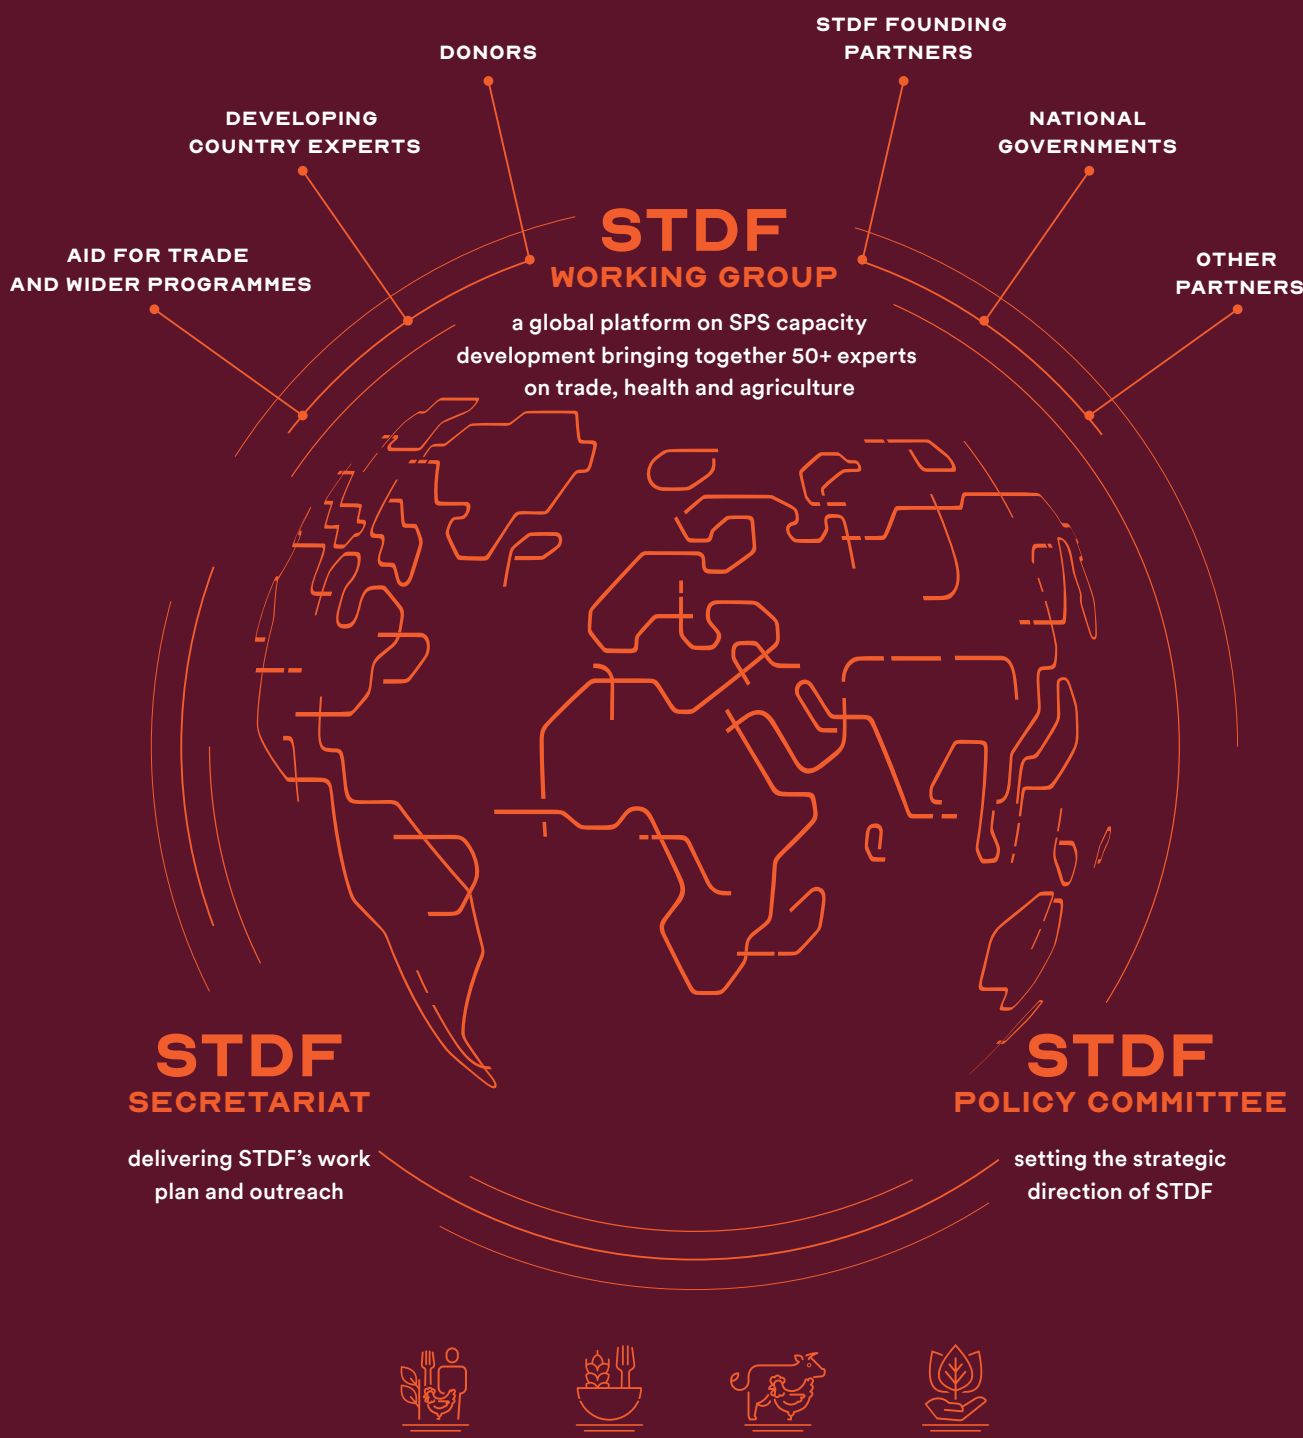 STDF FOUNDING
PARTNERS
DONORS
DEVELOPING
COUNTRY EXPERTS
NATIONAL
GOVERNMENTS
AID FOR TRADE
AND WIDER PROGRAMMES
OTHER
PARTNERS
STDF
WORKING GROUP
a global platform on SPS capacity
development bringing together 50+ experts
on trade, health and agriculture
STDF
SECRETARIAT
delivering STDF’s work
plan and outreach
STDF
POLICY COMMITTEE
setting the strategic
direction of STDF